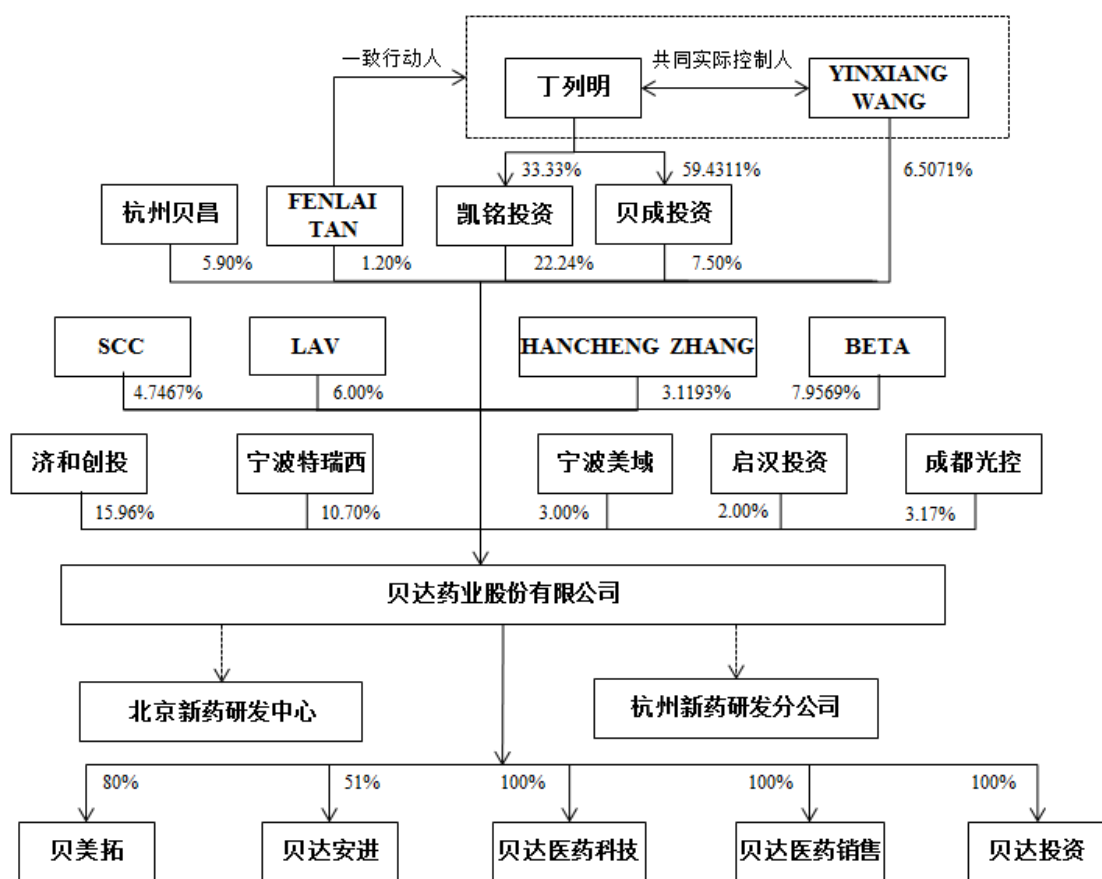 一致行动人
共同实际控制人
丁列明
YINXIANG
WANG
33.33%
59.4311%
6.5071%
杭州贝昌
FENLAI
TAN
凯铭投资
贝成投资
5.90%
1.20%
22.24%
7.50%
SCC
LAV
HANCHENG ZHANG
BETA
4.7467%
6.00%
3.1193%
7.9569%
济和创投
宁波特瑞西
宁波美域
启汉投资
成都光控
15.96%
10.70%
3.00%
2.00%
3.17%
贝达药业股份有限公司
北京新药研发中心
杭州新药研发分公司
80%
51%
100%
100%
100%
贝美拓
贝达安进
贝达医药科技
贝达医药销售
贝达投资